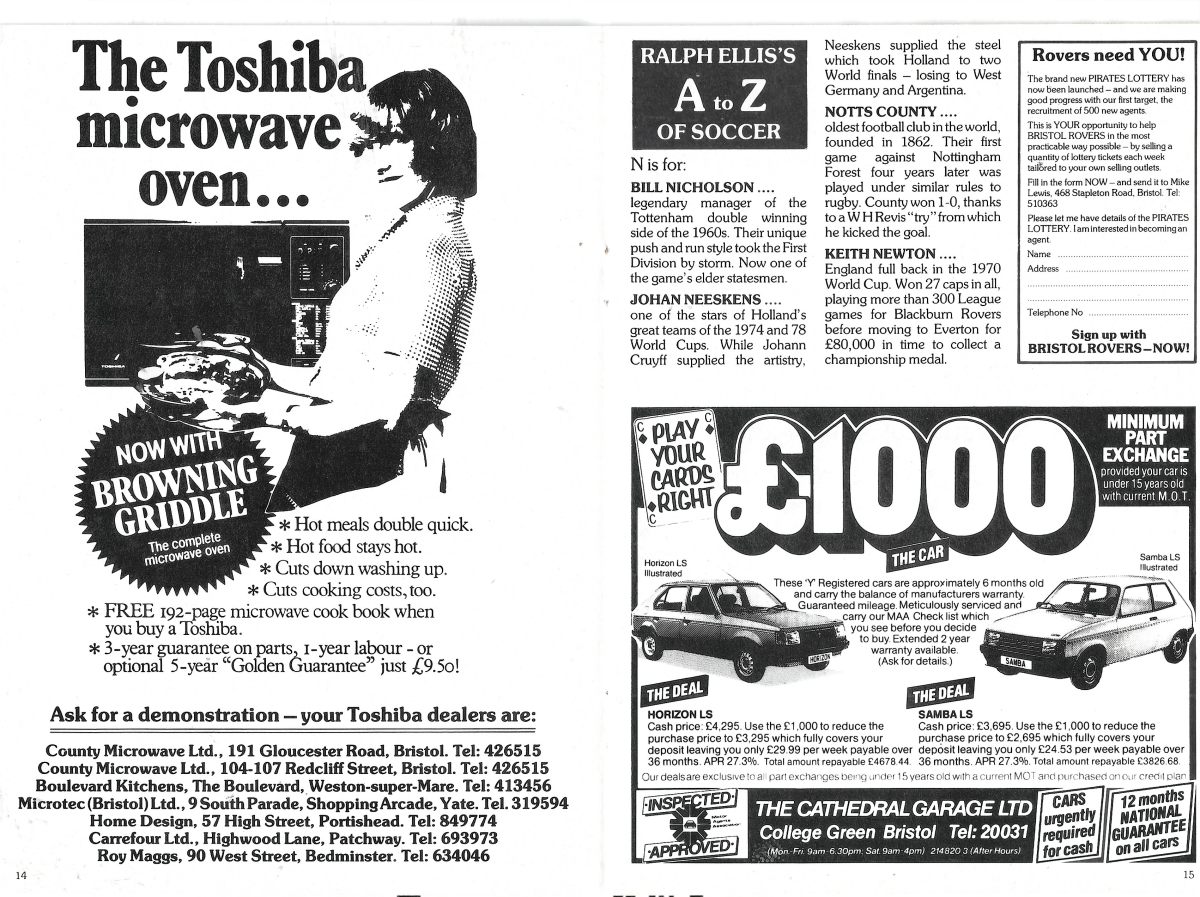 The Toshiba
microwave
oven...
TOSHIBA
NOW WITH
BROWNING
GRIDDLE
The complete
microwave oven
* Hot meals double quick.
* Hot food stays hot.
* Cuts down washing up.
* Cuts cooking costs, too.
* FREE 192-page microwave cook book when
you buy a Toshiba.
* 3-year guarantee on parts, 1-year labour - or
optional 5-year "Golden Guarantee" just £9.50!
Ask for a demonstration – your Toshiba dealers are:
County Microwave Ltd., 191 Gloucester Road, Bristol. Tel: 426515
County Microwave Ltd., 104-107 Redcliff Street, Bristol. Tel: 426515
Boulevard Kitchens, The Boulevard, Weston-super-Mare. Tel: 413456
Microtec (Bristol) Ltd., 9 South Parade, Shopping Arcade, Yate. Tel. 319594
Home Design, 57 High Street, Portishead. Tel: 849774
Carrefour Ltd., Highwood Lane, Patchway. Tel: 693973
Roy Maggs, 90 West Street, Bedminster. Tel: 634046
14
RALPH ELLIS'S
A to Z
OF SOCCER
N is for:
BILL NICHOLSON ....
legendary manager of the
Tottenham double winning
side of the 1960s. Their unique
push and run style took the First
Division by storm. Now one of
the game's elder statesmen.
JOHAN NEESKENS ....
one of the stars of Holland's
great teams of the 1974 and 78
World Cups. While Johann
Cruyff supplied the artistry,
Neeskens supplied the steel
which took Holland to two
World finals – losing to West
Germany and Argentina.
NOTTS COUNTY ....
oldest football club in the world,
founded in 1862. Their first
game against Nottingham
Forest four years later was
played under similar rules to
rugby. County won 1-0, thanks
to a W H Revis "try" from which
he kicked the goal.
KEITH NEWTON ....
England full back in the 1970
World Cup. Won 27 caps in all,
playing more than 300 League
games for Blackburn Rovers
before moving to Everton for
£80,000 in time to collect a
championship medal.
Rovers need YOU!
The brand new PIRATES LOTTERY has
now been launched – and we are making
good progress with our first target, the
recruitment of 500 new agents.
This is YOUR opportunity to help
BRISTOL ROVERS in the most
practicable way possible – by selling a
quantity of lottery tickets each week
tailored to your own selling outlets.
Fill in the form NOW – and send it to Mike
Lewis, 468 Stapleton Road, Bristol. Tel:
510363
Please let me have details of the PIRATES
LOTTERY. I am interested in becoming an
agent.
Name
Address
Telephone No
Sign up with
BRISTOL ROVERS – NOW!
C
PLAY
YOUR
CARDS
RIGHT
C
C
£1000
MINIMUM
PART
EXCHANGE
provided your car is
under 15 years old
with current M.O.T.
THE CAR
Horizon LS
Illustrated
Samba LS
Illustrated
These 'Y' Registered cars are approximately 6 months old
and carry the balance of manufacturers warranty.
Guaranteed mileage. Meticulously serviced and
carry our MAA Check list which
you see before you decide
to buy. Extended 2 year
warranty available.
(Ask for details.)
HORIZON
SAMBA
THE DEAL
HORIZON LS
Cash price: £4,295. Use the £1,000 to reduce the
purchase price to £3,295 which fully covers your
deposit leaving you only £29.99 per week payable over
36 months. APR 27.3%. Total amount repayable £4678.44.
THE DEAL
SAMBA LS
Cash price: £3,695. Use the £1,000 to reduce the
purchase price to £2,695 which fully covers your
deposit leaving you only £24.53 per week payable over
36 months. APR 27.3%. Total amount repayable £3826.68.
Our deals are exclusive to all part exchanges being under 15 years old with a current MOT and purchased on our credit plan
INSPECTED
APPROVED
THE CATHEDRAL GARAGE LTD
College Green Bristol Tel: 20031
(Mon.-Fri. 9am-6.30pm: Sat. 9am-4pm) 214820 3 (After Hours)
CARS
urgently
required
for cash
12 months
NATIONAL
GUARANTEE
on all cars
15